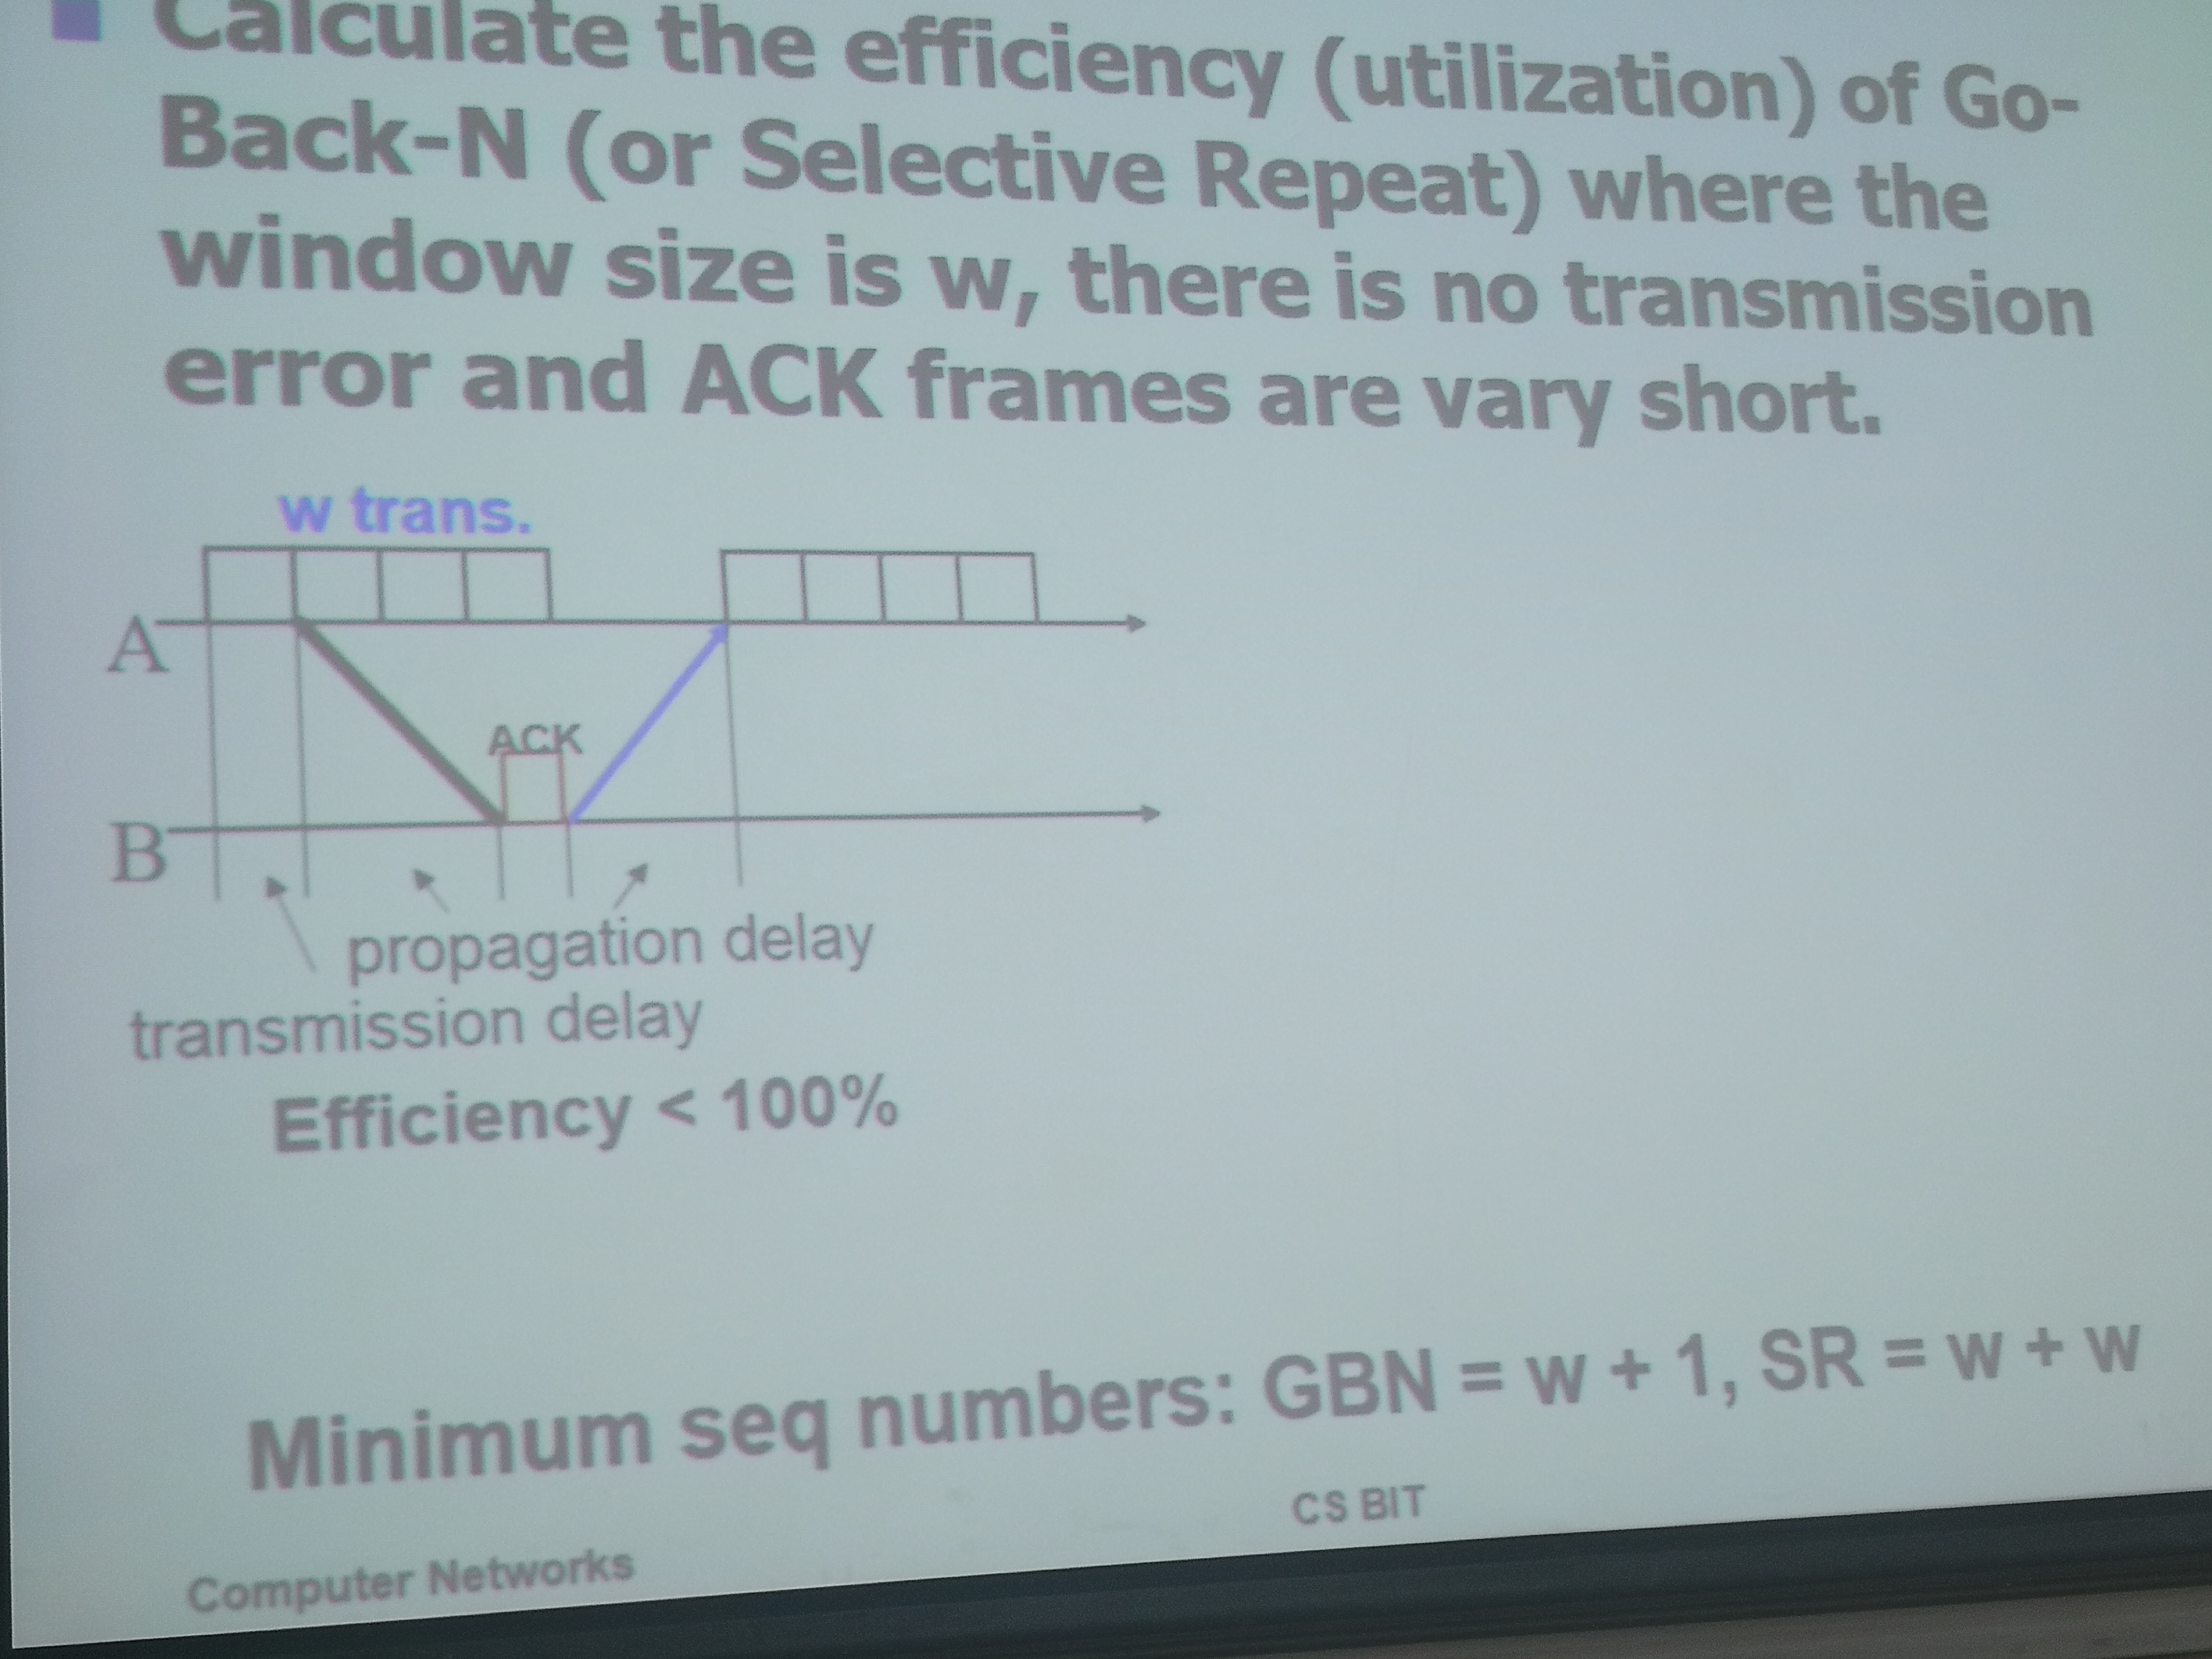 Calculate the efficiency (utilization) of Go-
Back-N (or Selective Repeat) where the
window size is w, there is no transmission
error and ACK frames are vary short.
w trans.
A
ACK
B
propagation delay
transmission delay
Efficiency < 100%
Minimum seq numbers: GBN = w + 1, SR = w + w
CS BIT
Computer Networks